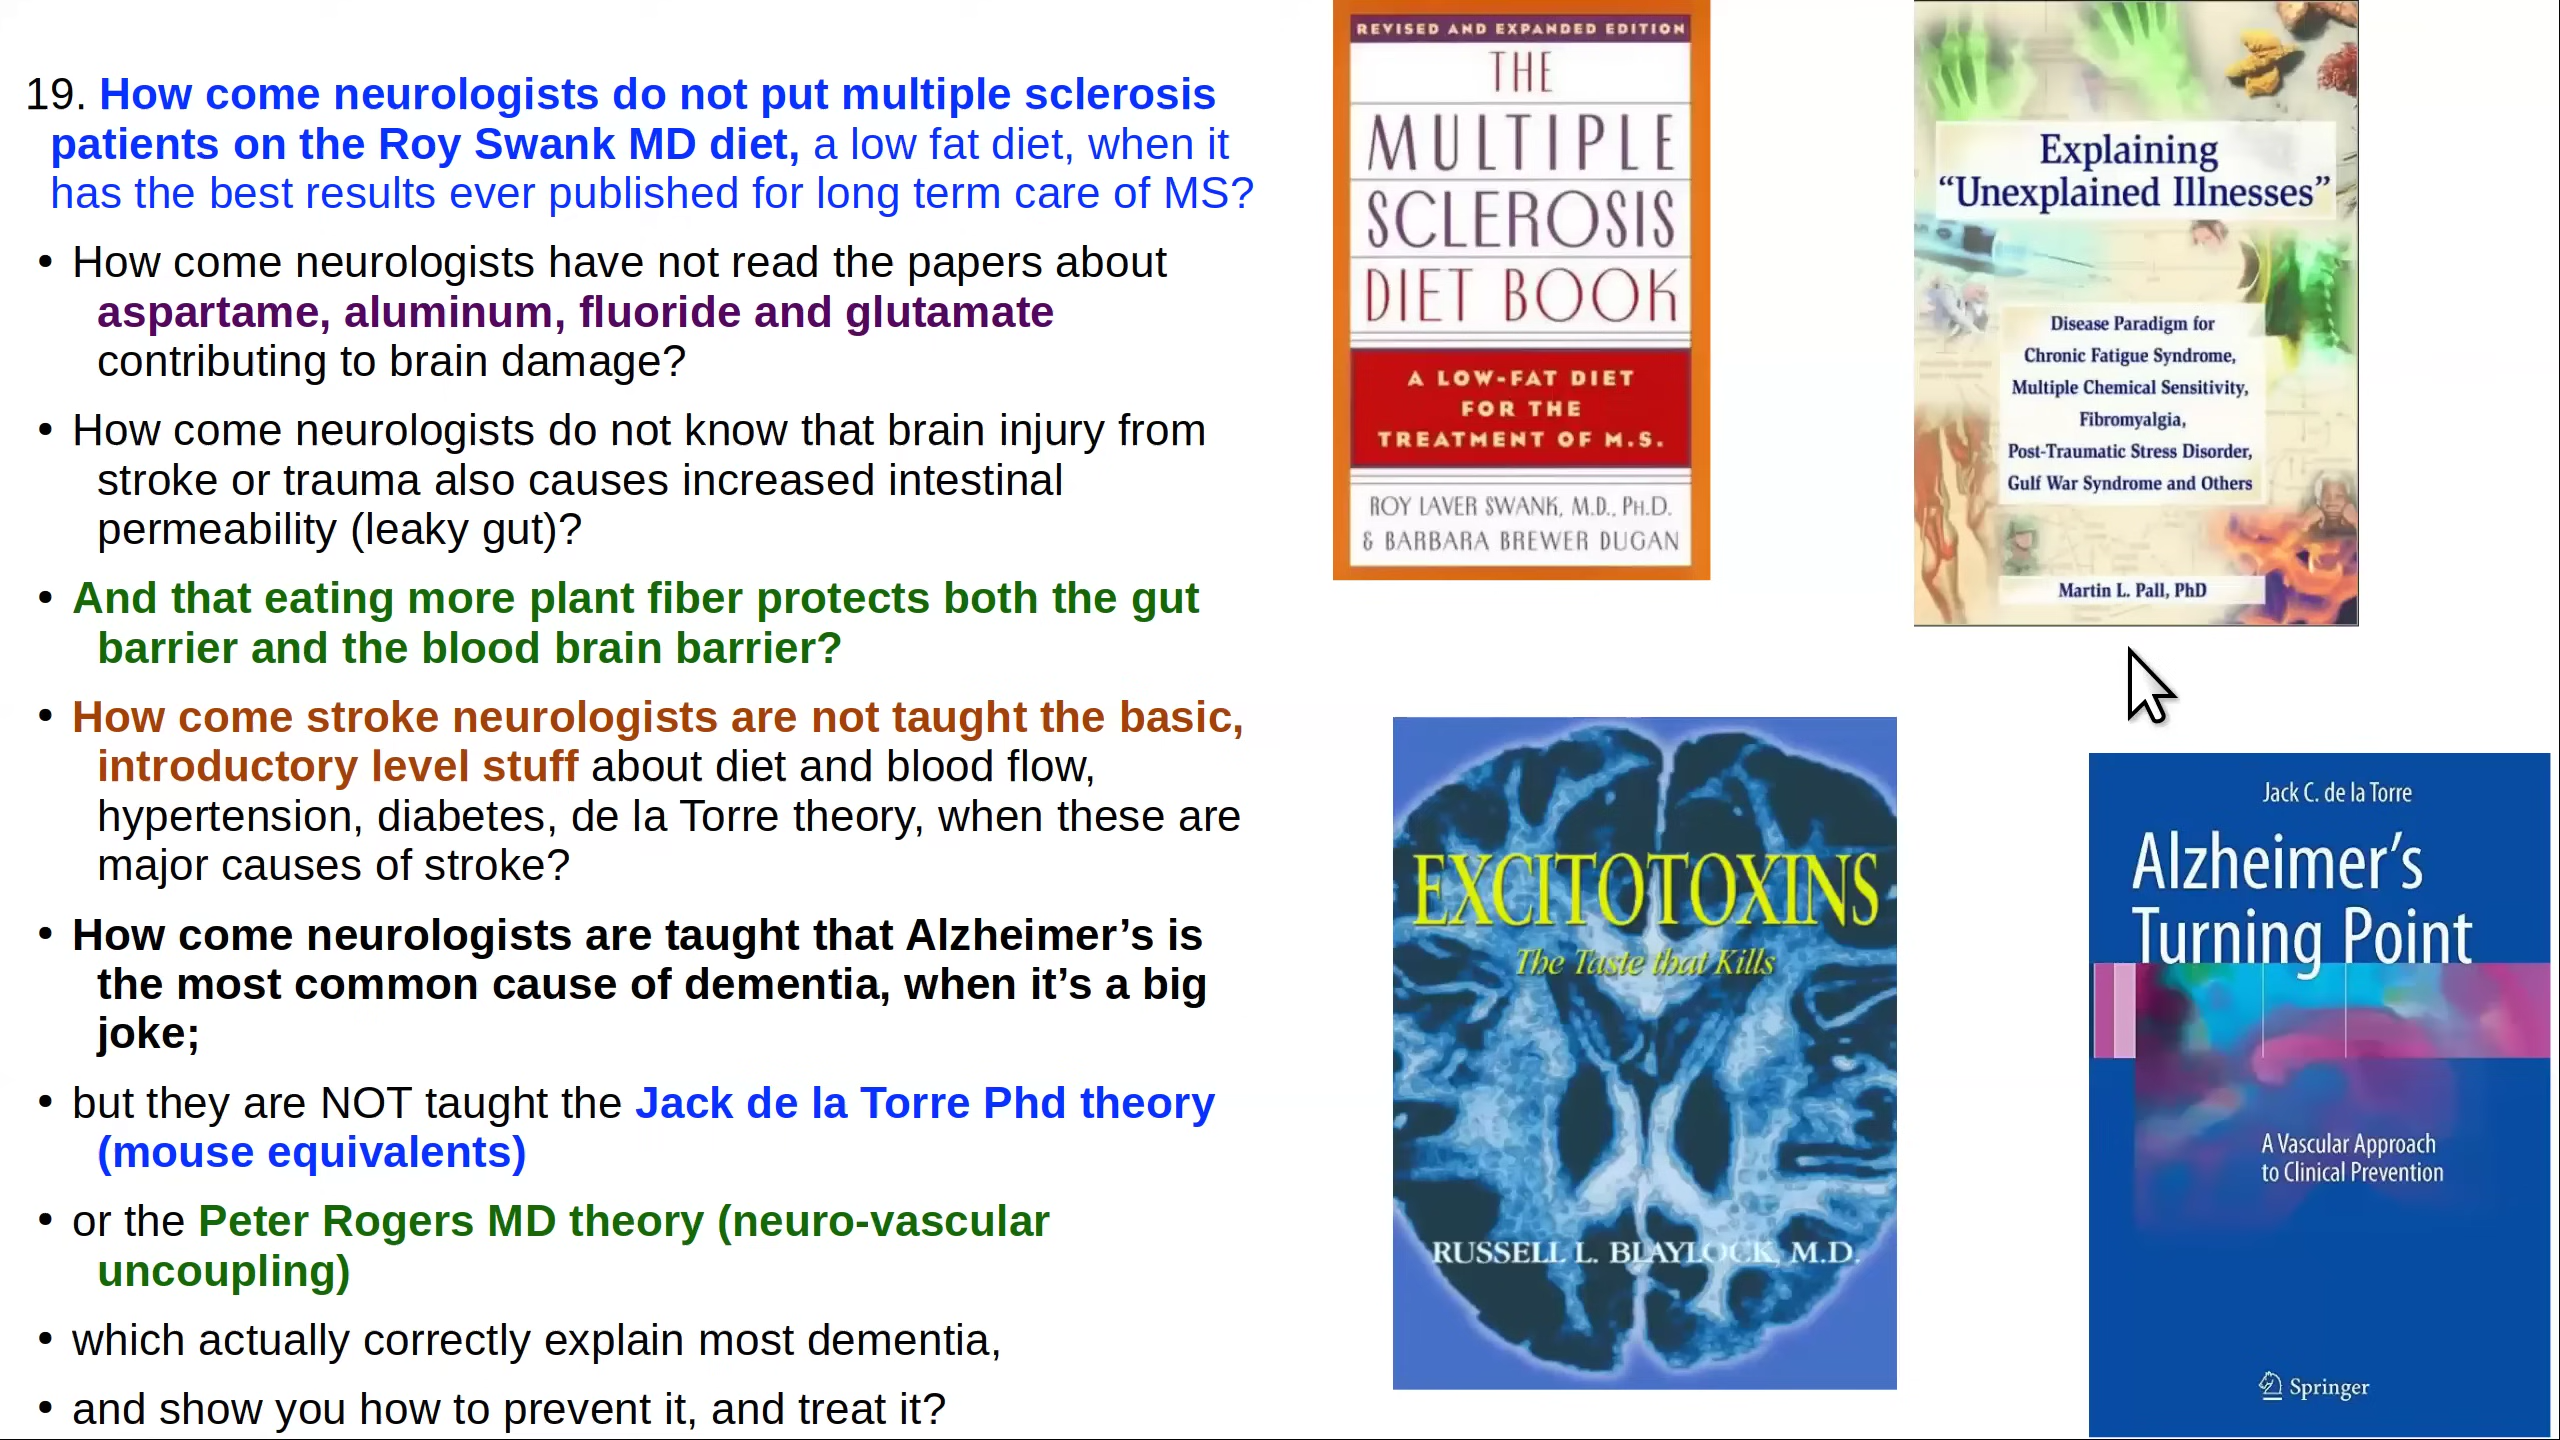 19. How come neurologists do not put multiple sclerosis
patients on the Roy Swank MD diet, a low fat diet, when it
has the best results ever published for long term care of MS?
• How come neurologists have not read the papers about
aspartame, aluminum, fluoride and glutamate
contributing to brain damage?
• How come neurologists do not know that brain injury from
stroke or trauma also causes increased intestinal
permeability (leaky gut)?
• And that eating more plant fiber protects both the gut
barrier and the blood brain barrier?
• How come stroke neurologists are not taught the basic,
introductory level stuff about diet and blood flow,
hypertension, diabetes, de la Torre theory, when these are
major causes of stroke?
• How come neurologists are taught that Alzheimer's is
the most common cause of dementia, when it's a big
joke;
• but they are NOT taught the Jack de la Torre Phd theory
(mouse equivalents)
• or the Peter Rogers MD theory (neuro-vascular
uncoupling)
• which actually correctly explain most dementia,
• and show you how to prevent it, and treat it?
REVISED AND EXPANDED EDITION
THE
MULTIPLE
SCLEROSIS
DIET BOOK
A LOW-FAT DIET
FOR THE
TREATMENT OF M.S.
ROY LAVER SWANK, M.D., PH.D.
& BARBARA BREWER DUGAN
Explaining
“Unexplained Illnesses”
Disease Paradigm for
Chronic Fatigue Syndrome,
Multiple Chemical Sensitivity,
Fibromyalgia,
Post-Traumatic Stress Disorder,
Gulf War Syndrome and Others
Martin L. Pall, PhD
EXCITOTOXINS
The Taste that Kills
RUSSELL L. BLAYLOCK, M.D.
Jack C. de la Torre
Alzheimer's
Turning Point
A Vascular Approach
to Clinical Prevention
Springer